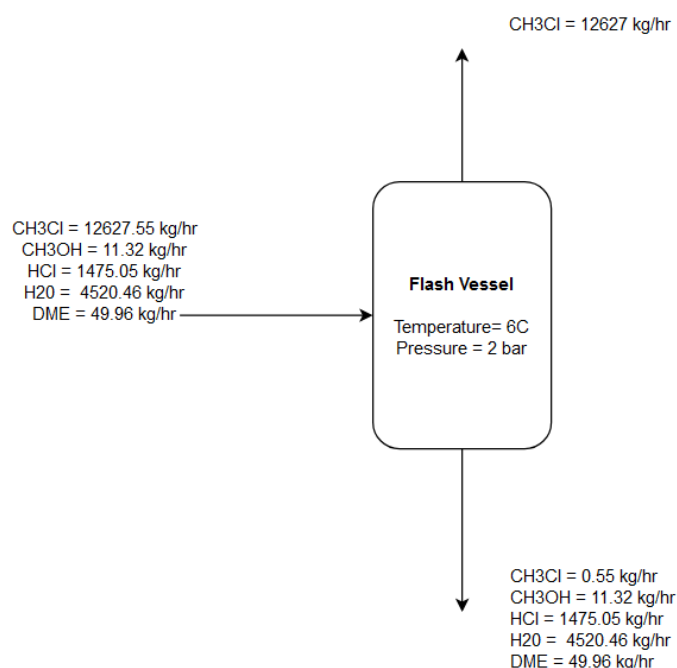 CH3Cl = 12627 kg/hr
CH3Cl = 12627.55 kg/hr
CH3OH = 11.32 kg/hr
HCl = 1475.05 kg/hr
H20 = 4520.46 kg/hr
DME = 49.96 kg/hr
Flash Vessel
Temperature= 6C
Pressure = 2 bar
CH3Cl = 0.55 kg/hr
CH3OH = 11.32 kg/hr
HCl = 1475.05 kg/hr
H20 = 4520.46 kg/hr
DME = 49.96 kg/hr